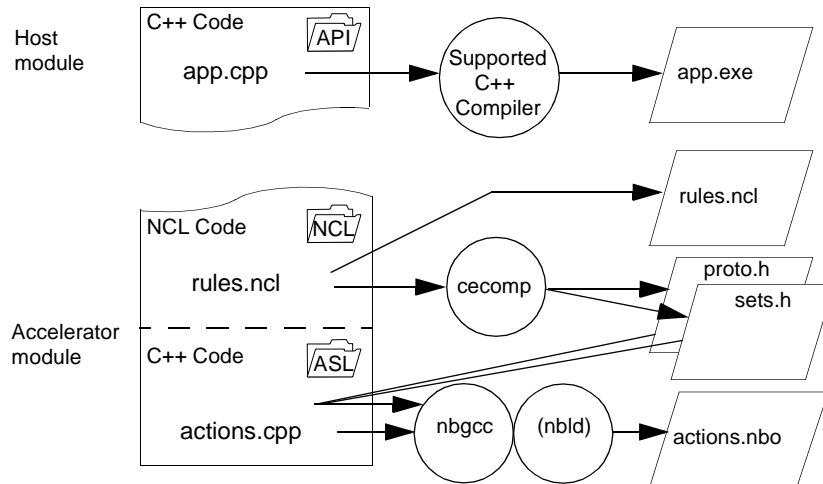 Host
module
C++ Code
API
app.cpp
Supported
C++
Compiler
app.exe
Accelerator
module
NCL Code
NCL
rules.ncl
rules.ncl
cecomp
proto.h
sets.h
C++ Code
ASL
actions.cpp
nbgcc
(nbld)
actions.nbo